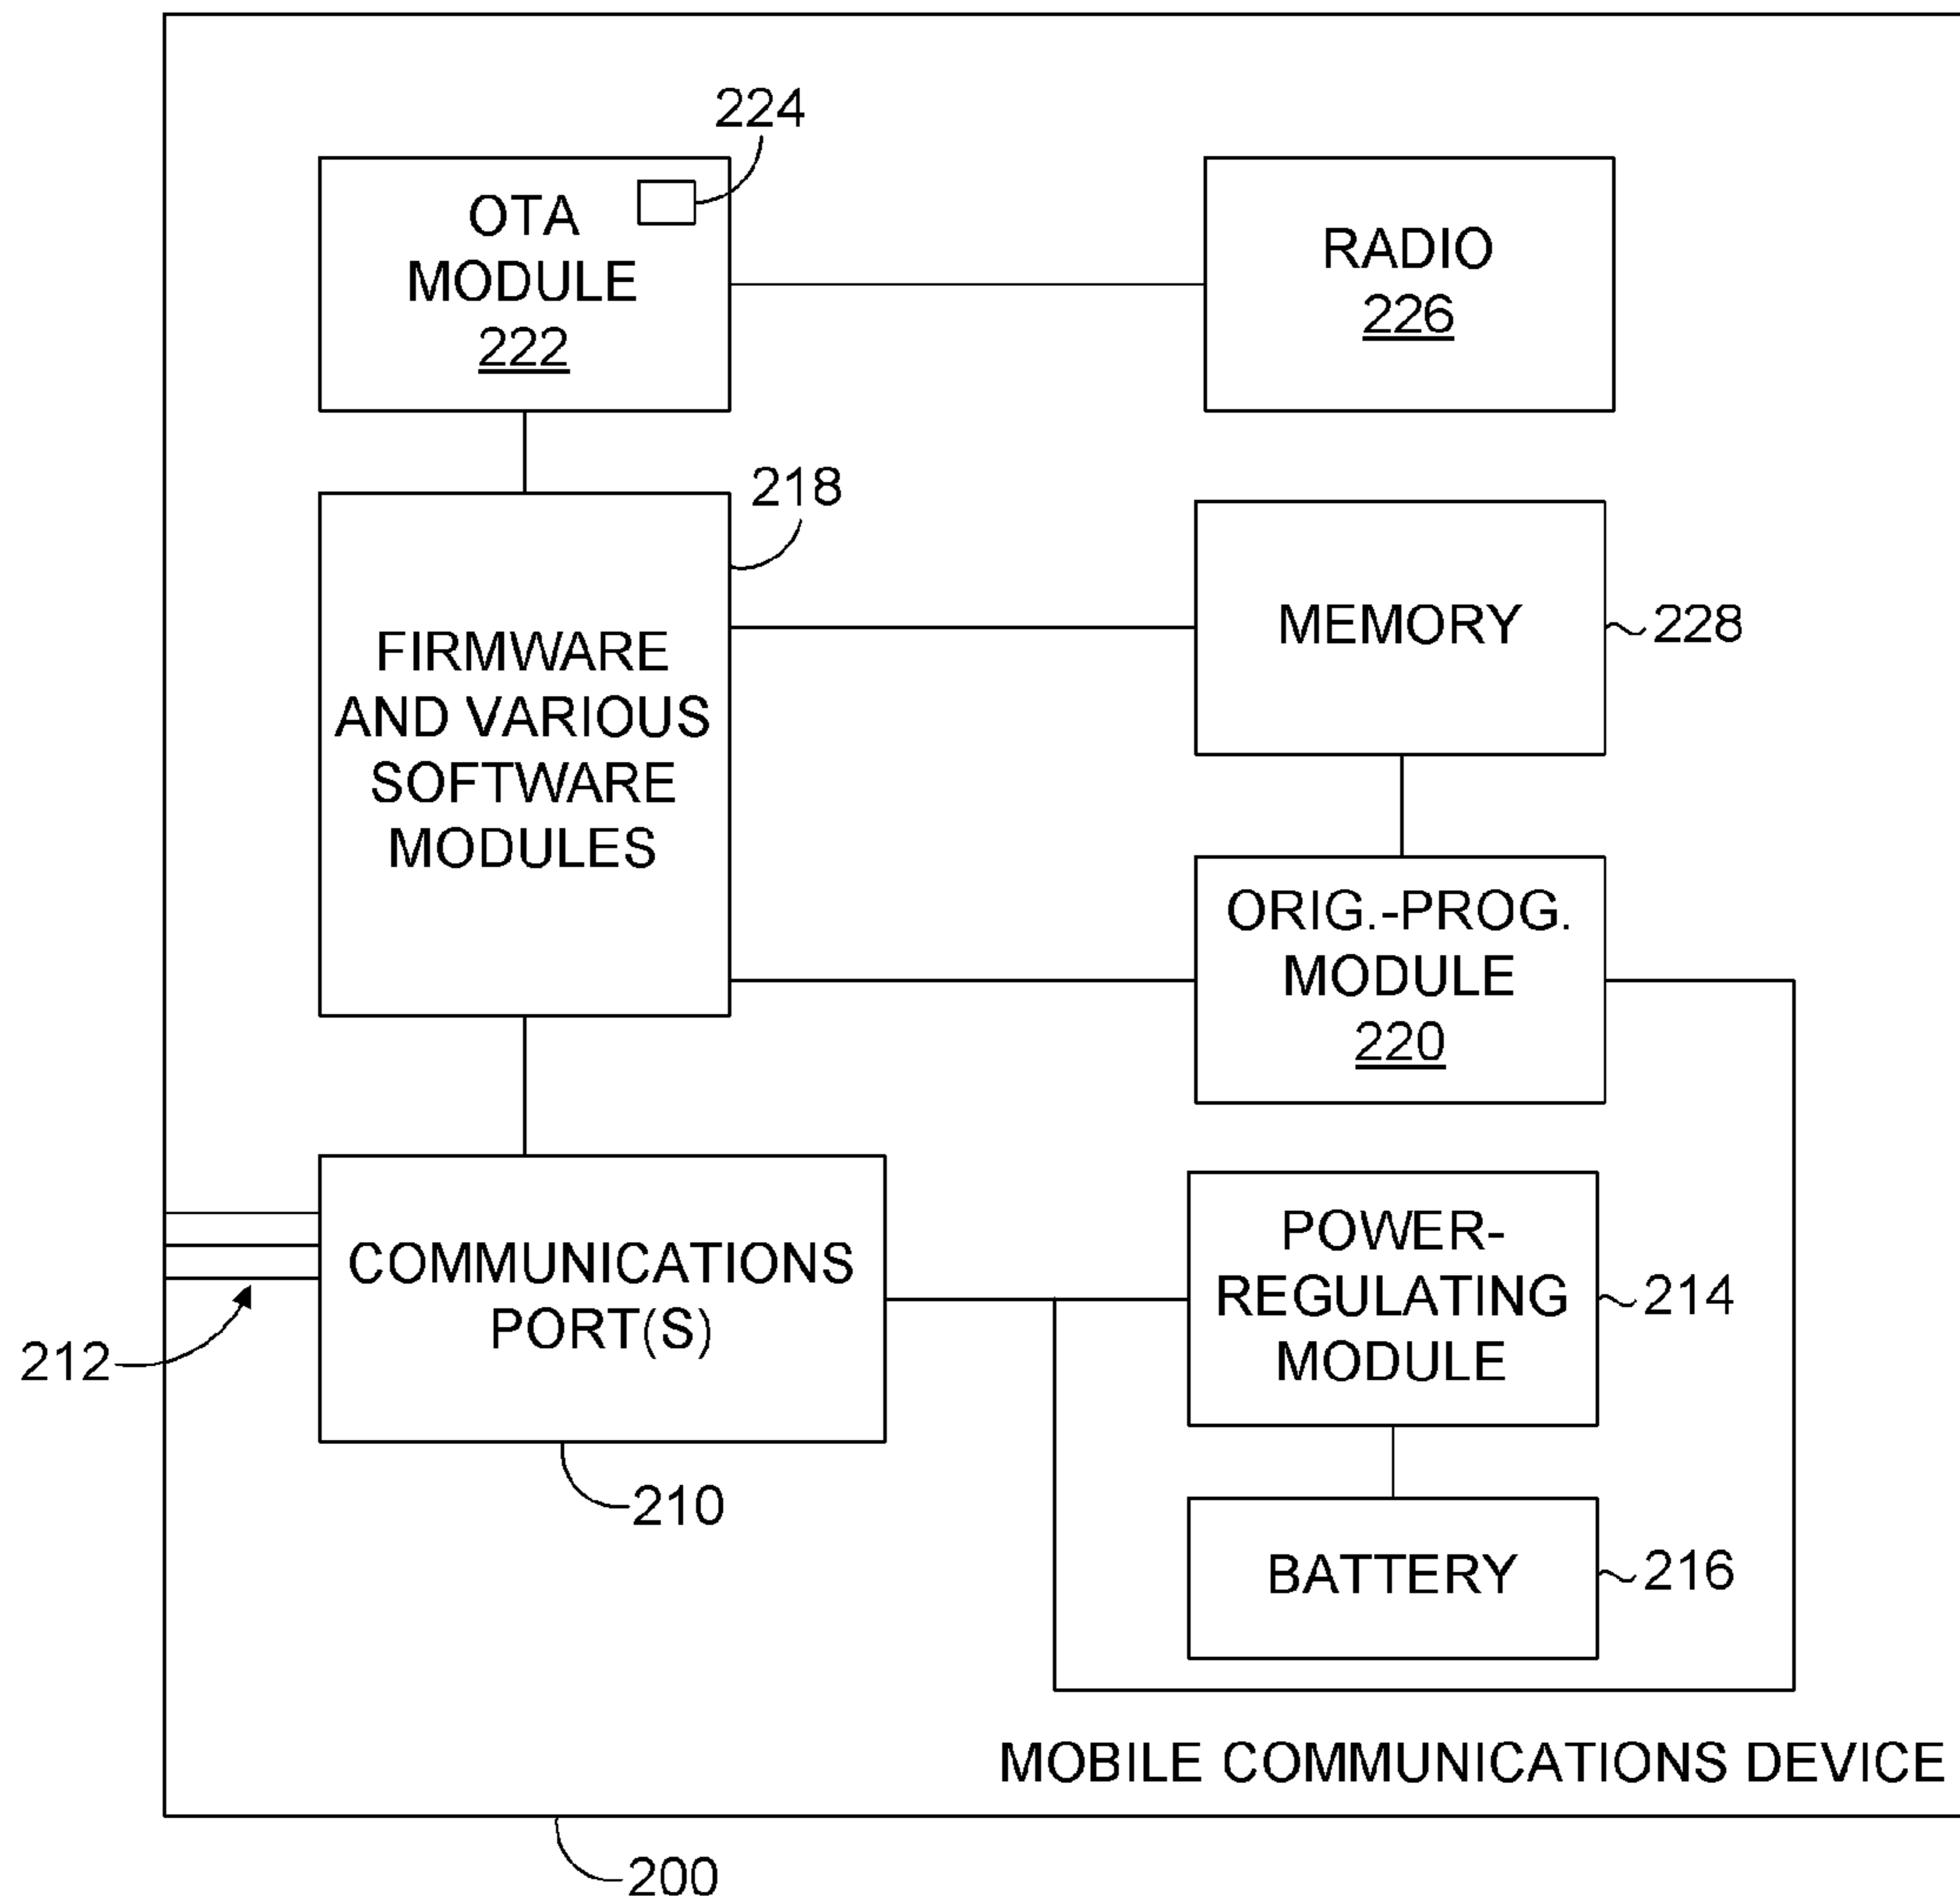 224
OTA
MODULE
222
RADIO
226
218
FIRMWARE
AND VARIOUS
SOFTWARE
MODULES
MEMORY
228
ORIG.-PROG.
MODULE
220
COMMUNICATIONS
PORT(S)
212
210
POWER-
REGULATING
MODULE
214
BATTERY
216
MOBILE COMMUNICATIONS DEVICE
200